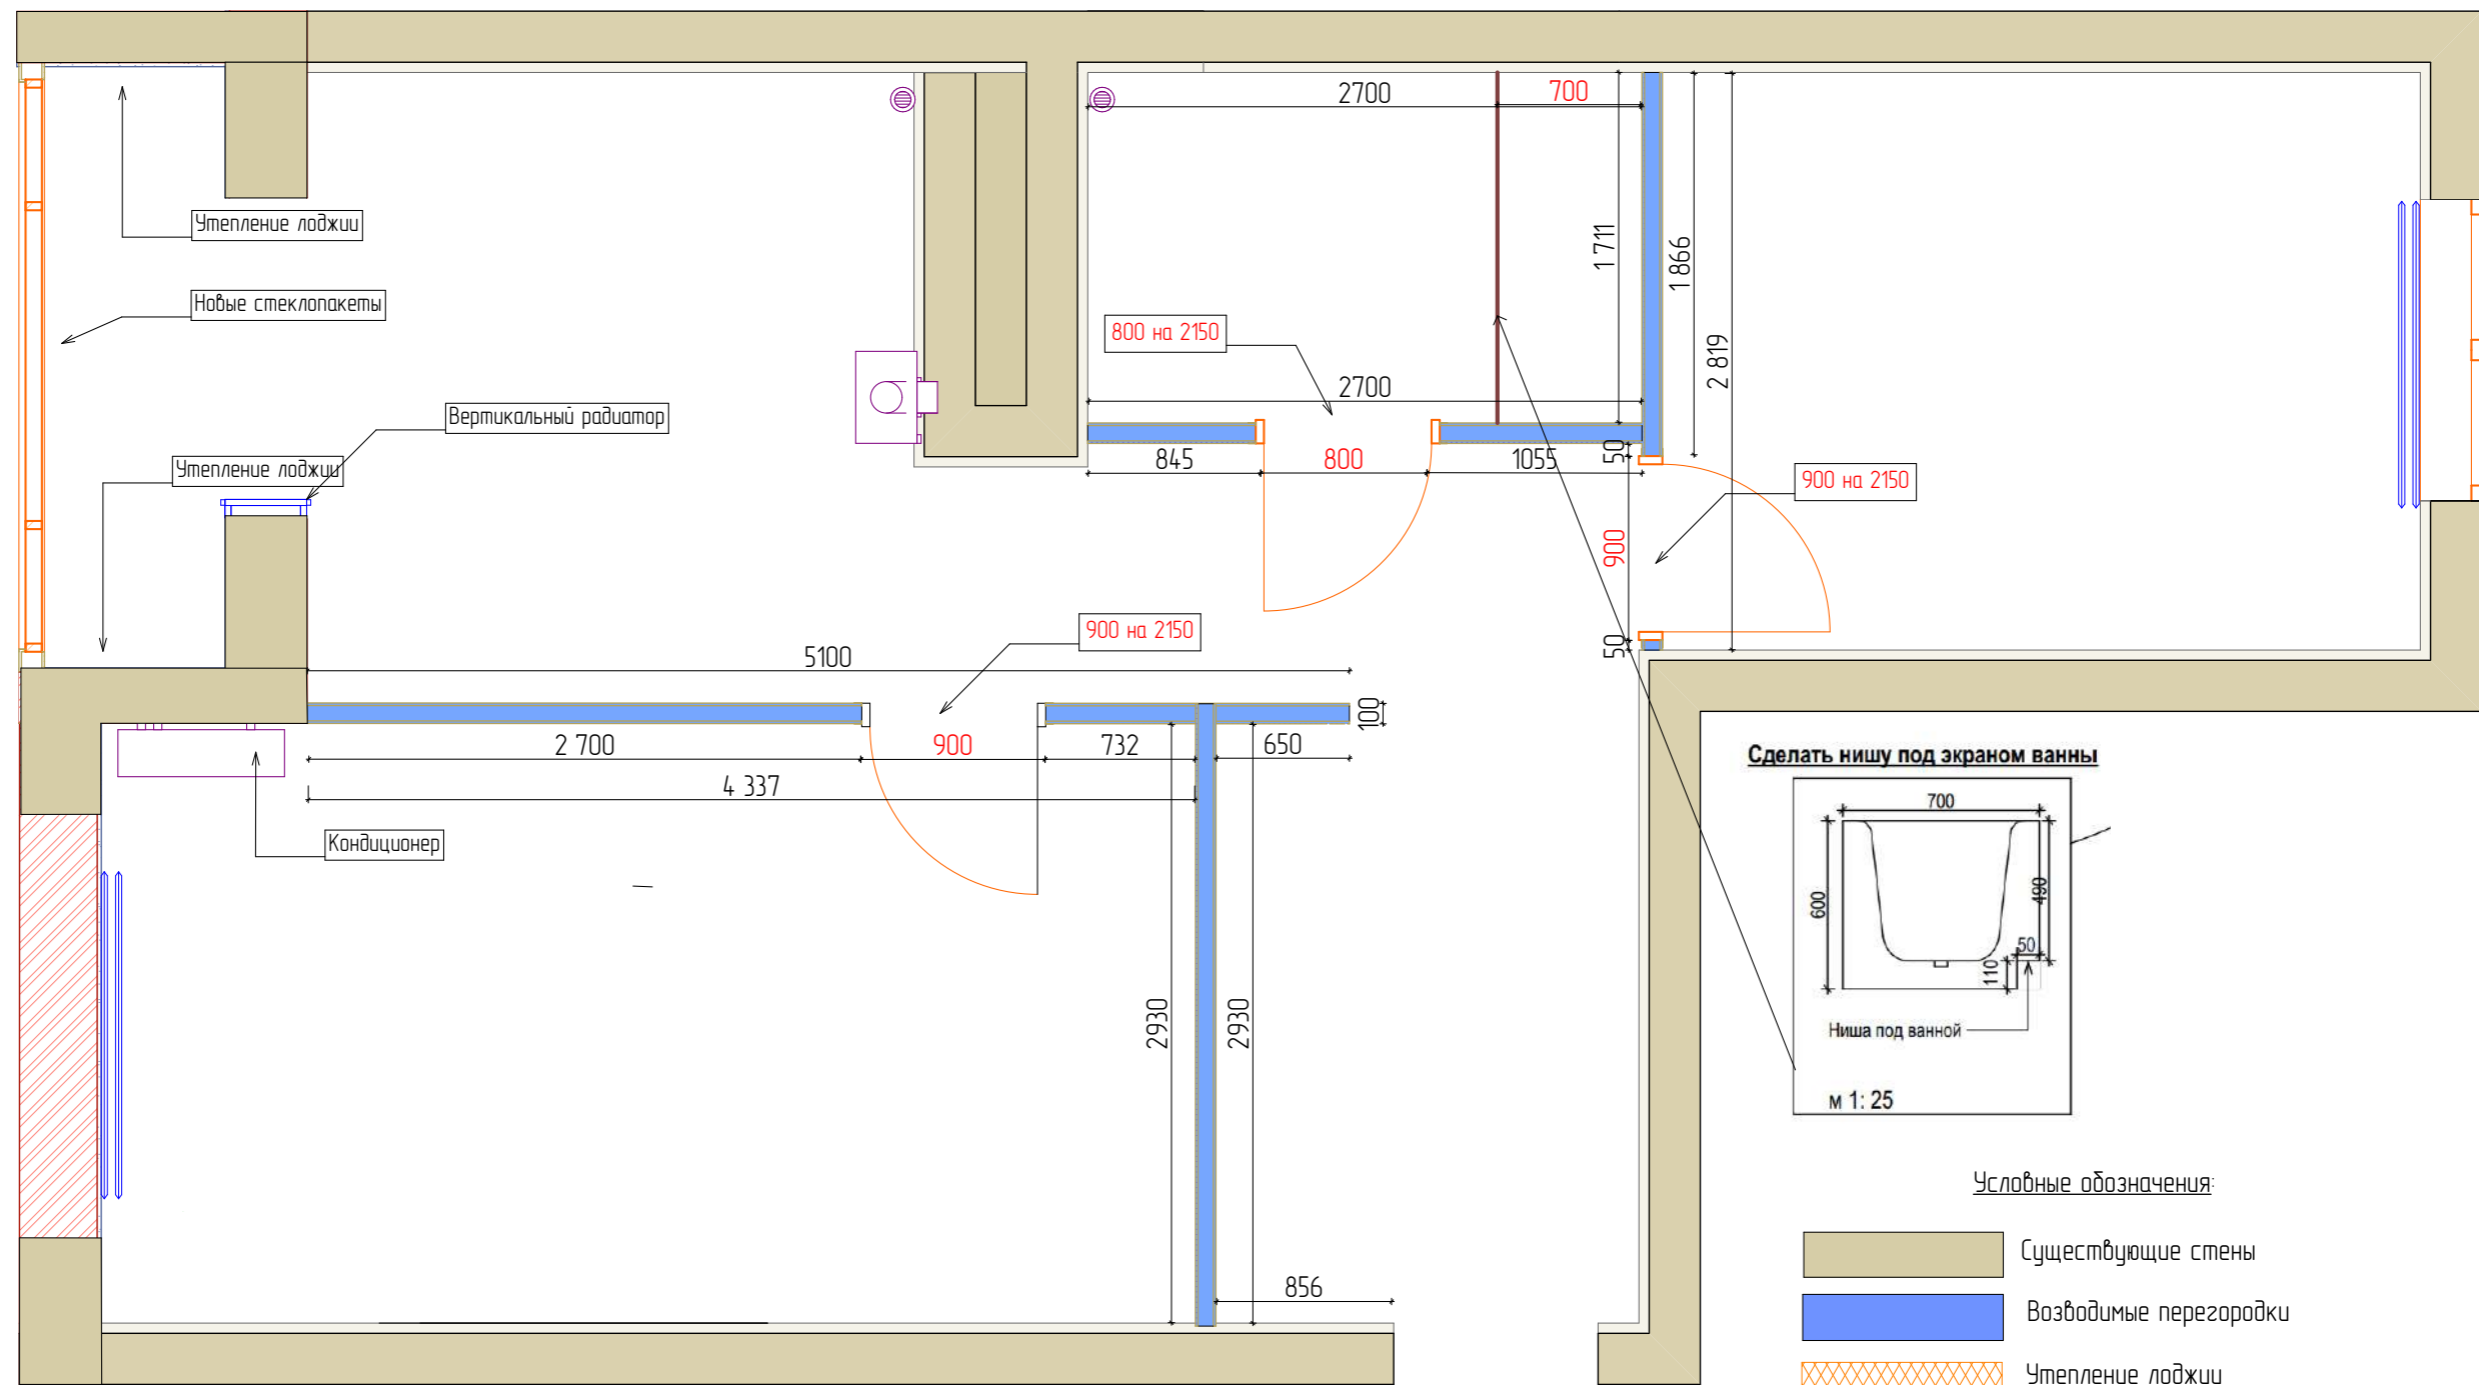 2700
700
1 711
1 866
2 819
Утепление лоджии
Новые стеклопакеты
800 на 2150
2700
Вертикальный радиатор
Утепление лоджии
845
800
1055
50
900 на 2150
900
50
900 на 2150
5100
100
2 700
900
732
650
4 337
Кондиционер
2930
2930
856
Сделать нишу под экраном ванны
700
600
490
50
110
Ниша под ванной
м 1: 25
Условные обозначения:
Существующие стены
Возводимые перегородки
Утепление лоджии